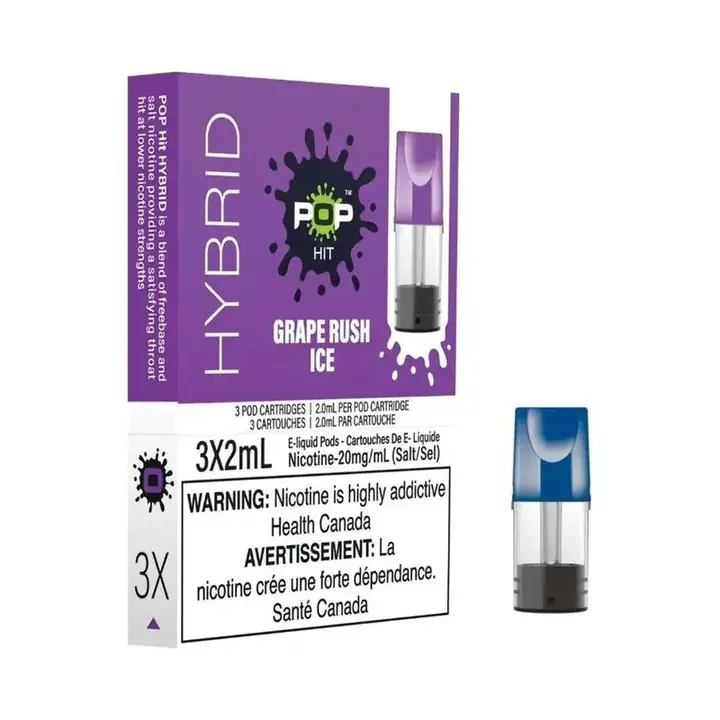 POP Hit HYBRID is a blend of freebase and
salt nicotine providing a satisfying throat
hit at lower nicotine strengths
HYBRID
POP™
HIT
GRAPE RUSH
ICE
3 POD CARTRIDGES | 2.0mL PER POD CARTRIDGE
3 CARTOUCHES | 2.0mL PAR CARTOUCHE
3X2mL
E-liquid Pods - Cartouches De E- Liquide
Nicotine-20mg/mL (Salt/Sel)
WARNING: Nicotine is highly addictive
Health Canada
AVERTISSEMENT: La
nicotine crée une forte dépendance.
Santé Canada
3X